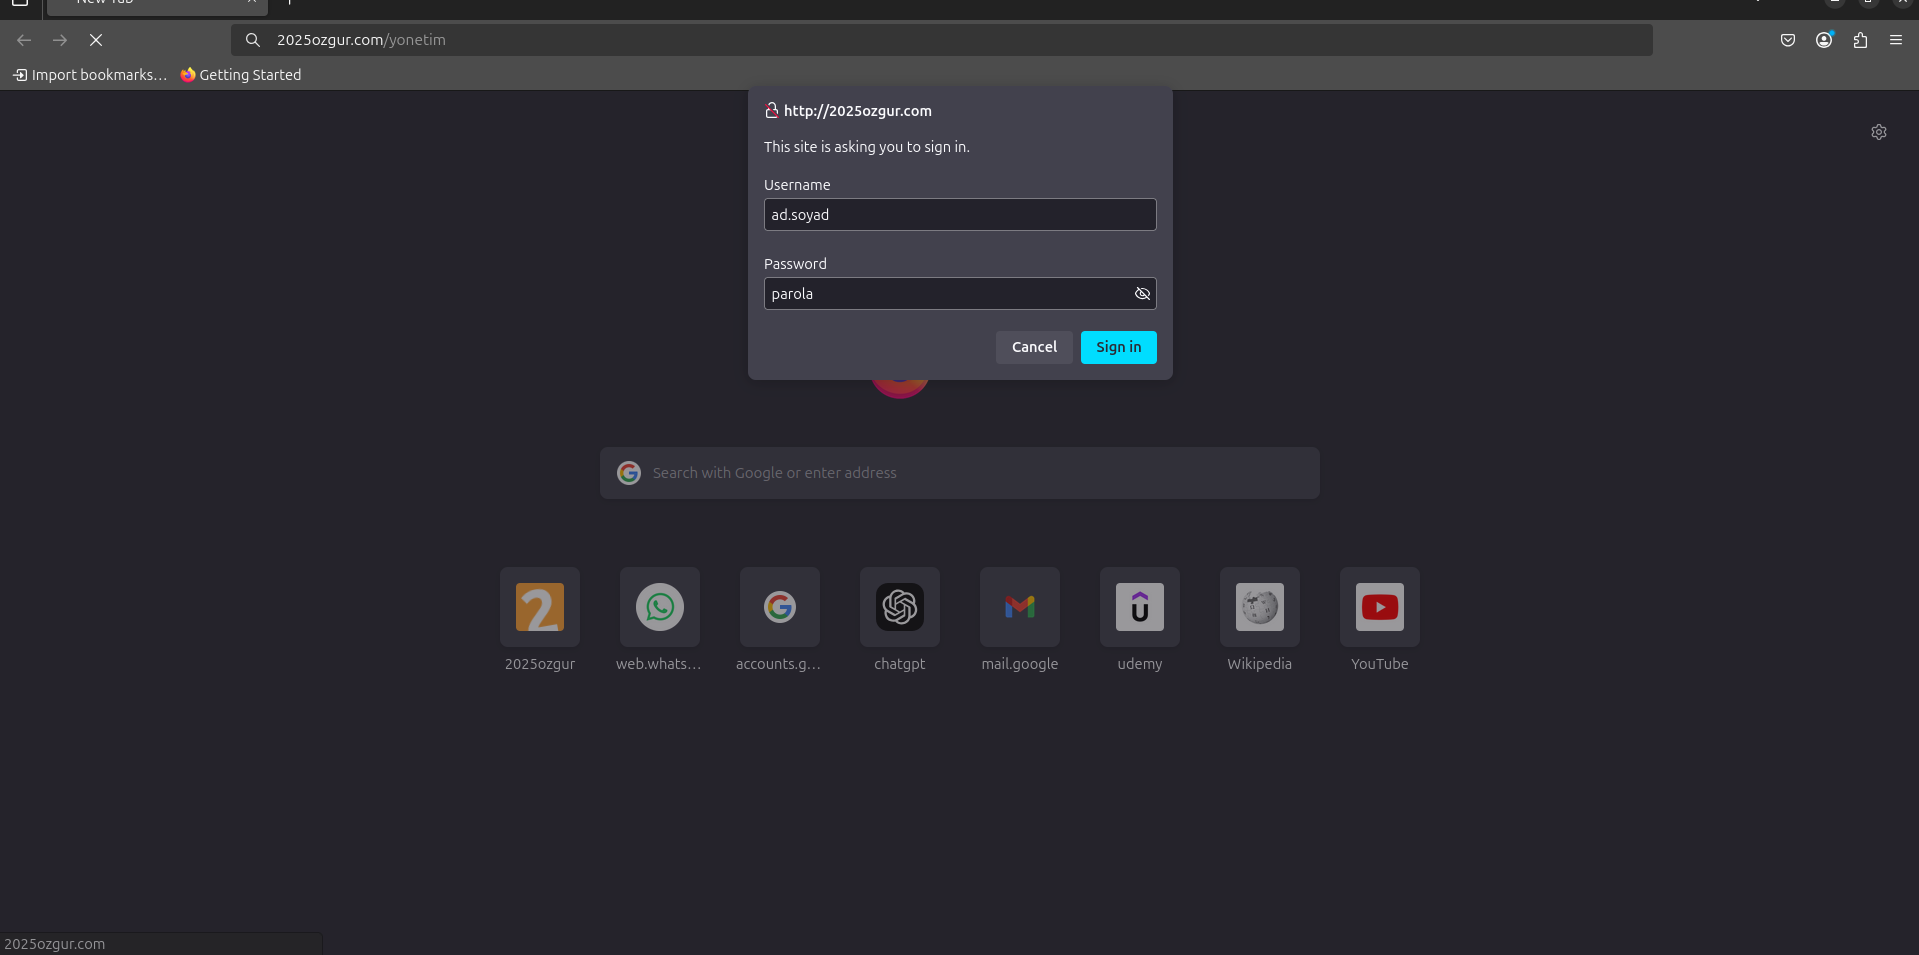 New Tab
2025ozgur.com/yonetim
Import bookmarks...
Getting Started
http://2025ozgur.com
This site is asking you to sign in.
Username
ad.soyad
Password
parola
Cancel
Sign in
Search with Google or enter address
2025ozgur
web.whats...
accounts.g...
chatgpt
mail.google
udemy
Wikipedia
YouTube
2025ozgur.com